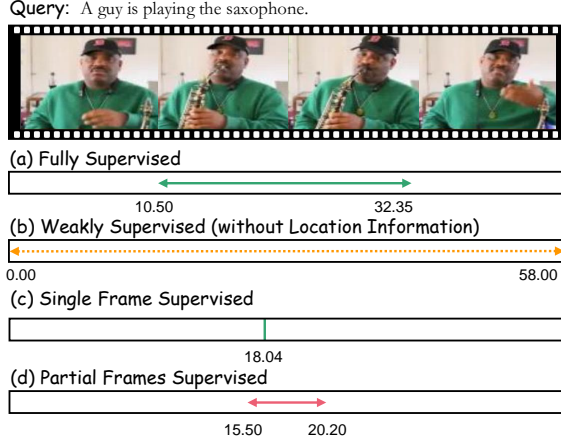 Query: A guy is playing the saxophone.
(a) Fully Supervised
10.50 32.35
(b) Weakly Supervised (without Location Information)
0.00 58.00
(c) Single Frame Supervised
18.04
(d) Partial Frames Supervised
15.50 20.20